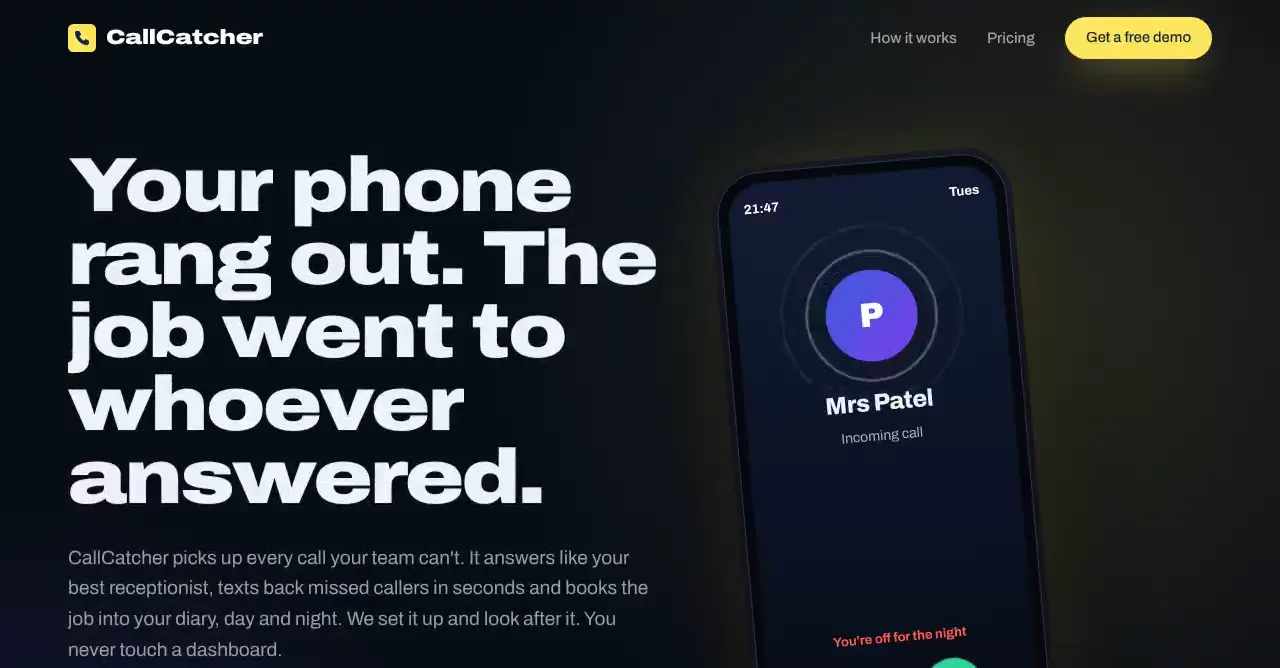 CallCatcher
How it works
Pricing
Get a free demo
Your phone
rang out. The
job went to
whoever
answered.
CallCatcher picks up every call your team can't. It answers like your
best receptionist, texts back missed callers in seconds and books the
job into your diary, day and night. We set it up and look after it. You
never touch a dashboard.
21:47
Tues
P
Mrs Patel
Incoming call
You're off for the night